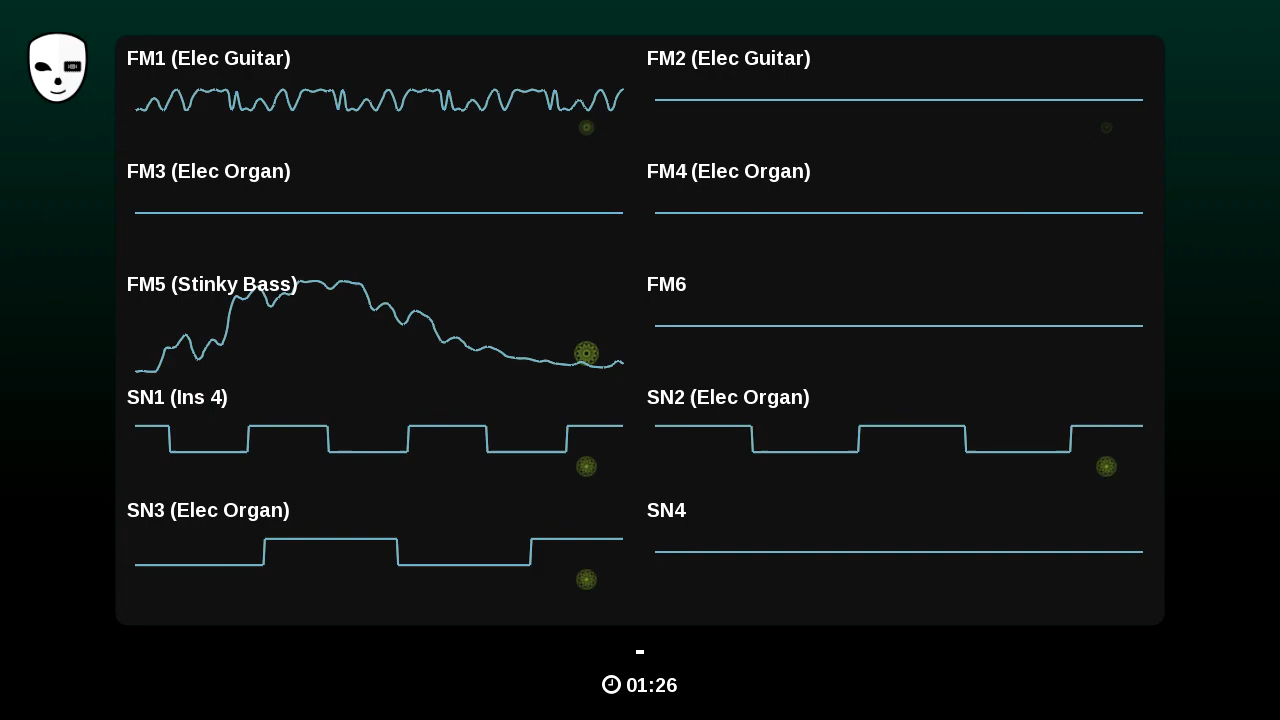 FM1 (Elec Guitar)
FM2 (Elec Guitar)
FM3 (Elec Organ)
FM4 (Elec Organ)
FM5 (Stinky Bass)
FM6
SN1 (Ins 4)
SN2 (Elec Organ)
SN3 (Elec Organ)
SN4
-
01:26